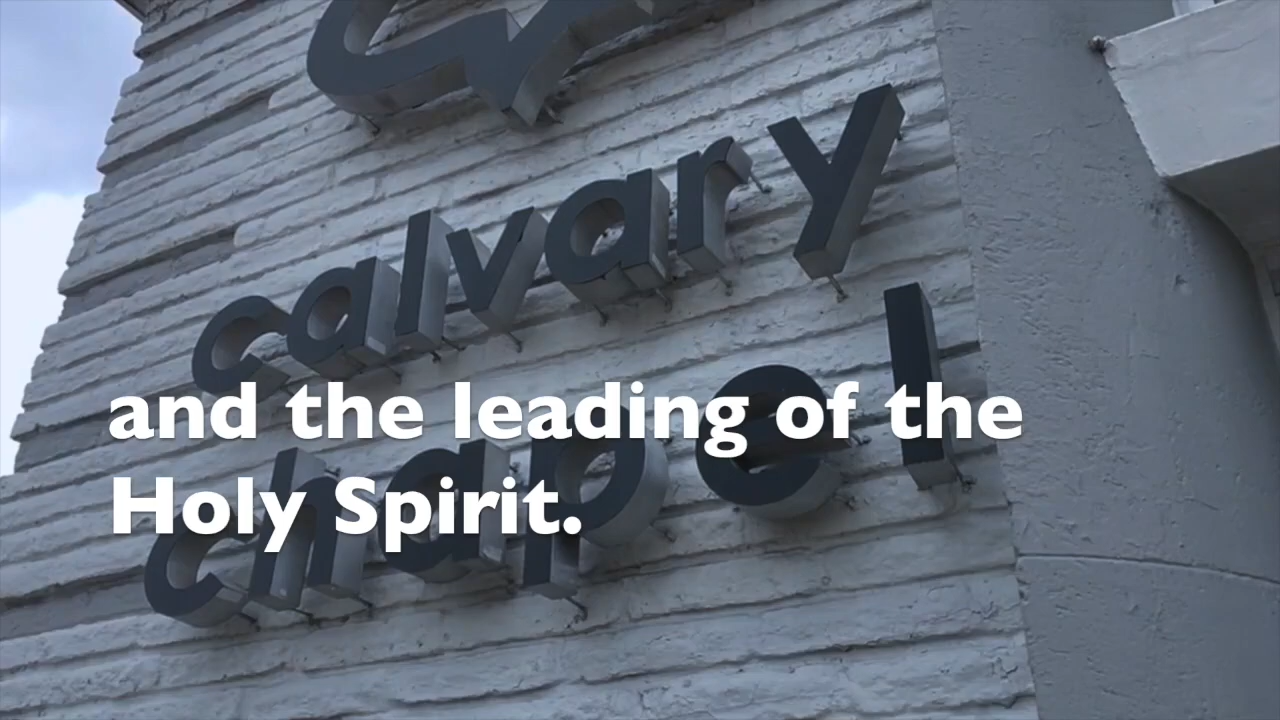 calvary
chapel
and the leading of the
Holy Spirit.